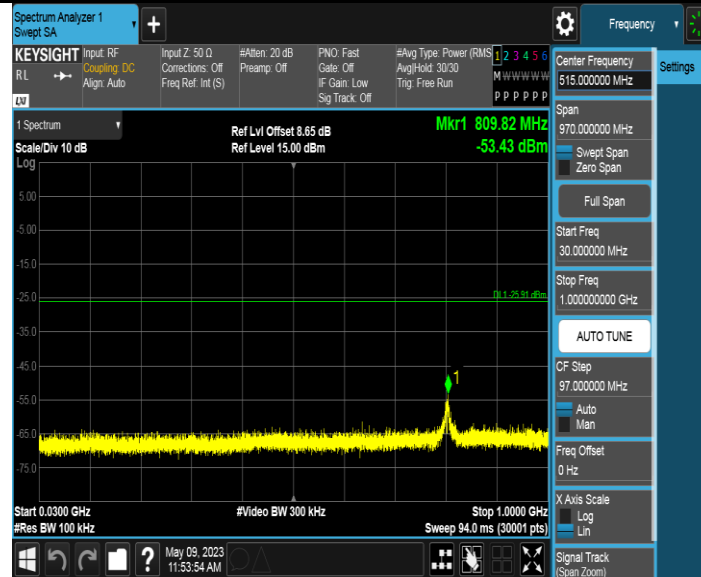 Spectrum Analyzer 1
Swept SA
+
Frequency
KEYSIGHT
RL
LXI
Input: RF
Coupling: DC
Align: Auto
Input Z: 50 Ω
Corrections: Off
Freq Ref: Int (S)
#Atten: 20 dB
Preamp: Off
PNO: Fast
Gate: Off
IF Gain: Low
Sig Track: Off
#Avg Type: Power (RMS
Avg|Hold: 30/30
Trig: Free Run
1 2 3 4 5 6
M W W W W W
P P P P P P
Center Frequency
515.000000 MHz
Settings
Span
970.000000 MHz
Swept Span
Zero Span
Full Span
Start Freq
30.000000 MHz
Stop Freq
1.000000000 GHz
AUTO TUNE
CF Step
97.000000 MHz
Auto
Man
Freq Offset
0 Hz
X Axis Scale
Log
Lin
Signal Track
(Span Zoom)
1 Spectrum
Scale/Div 10 dB
Ref Lvl Offset 8.65 dB
Ref Level 15.00 dBm
Mkr1 809.82 MHz
-53.43 dBm
Log
5.00
-5.00
-15.0
-25.0
DL1 -25.91 dBm
-35.0
-45.0
1
-55.0
-65.0
-75.0
Start 0.0300 GHz
#Res BW 100 kHz
#Video BW 300 kHz
Stop 1.0000 GHz
Sweep 94.0 ms (30001 pts)
?
May 09, 2023
11:53:54 AM